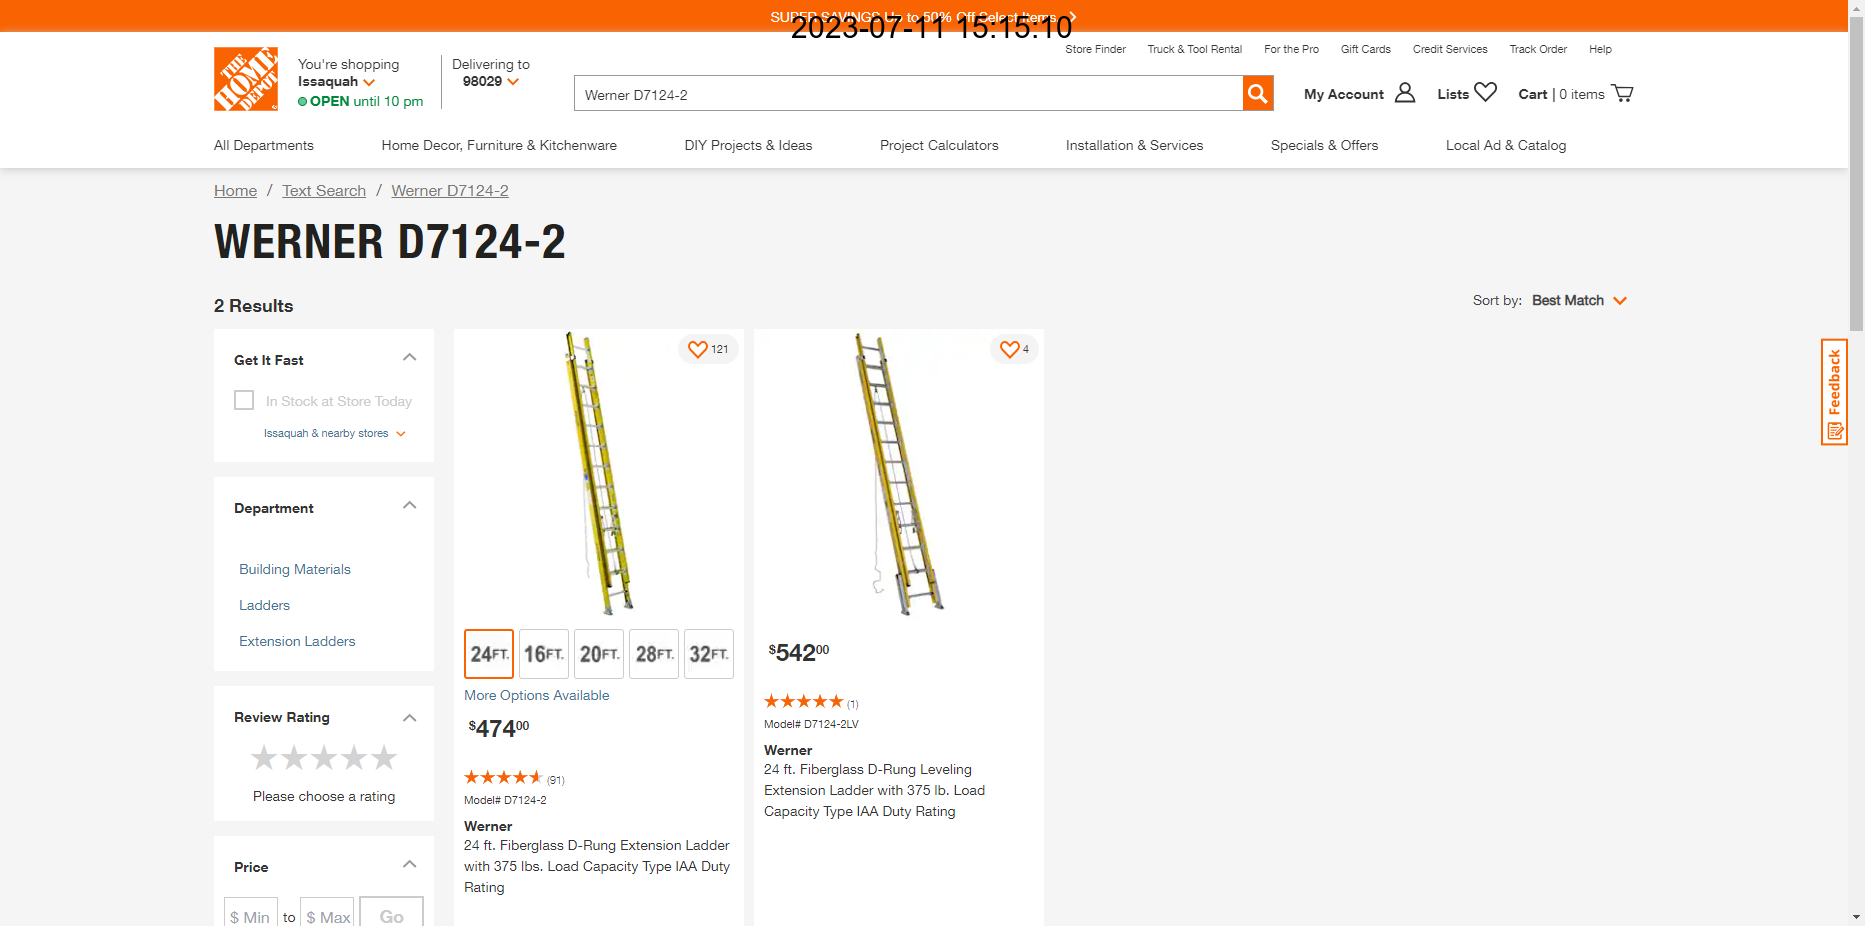 SUPER SAVINGS Up to 50% Off Select Items.
2023-07-11 15:15:10
Store Finder
Truck & Tool Rental
For the Pro
Gift Cards
Credit Services
Track Order
Help
THE HOME DEPOT
You're shopping
Issaquah
OPEN until 10 pm
Delivering to
98029
Werner D7124-2
My Account
Lists
Cart | 0 items
All Departments
Home Decor, Furniture & Kitchenware
DIY Projects & Ideas
Project Calculators
Installation & Services
Specials & Offers
Local Ad & Catalog
Home / Text Search / Werner D7124-2
WERNER D7124-2
2 Results
Sort by: Best Match
Get It Fast
In Stock at Store Today
Issaquah & nearby stores
Department
Building Materials
Ladders
Extension Ladders
Review Rating
Please choose a rating
Price
$ Min to $ Max Go
121
24FT. 16FT. 20FT. 28FT. 32FT.
More Options Available
$47400
(91)
Model# D7124-2
Werner
24 ft. Fiberglass D-Rung Extension Ladder
with 375 lbs. Load Capacity Type IAA Duty
Rating
4
$54200
(1)
Model# D7124-2LV
Werner
24 ft. Fiberglass D-Rung Leveling
Extension Ladder with 375 lb. Load
Capacity Type IAA Duty Rating
Feedback